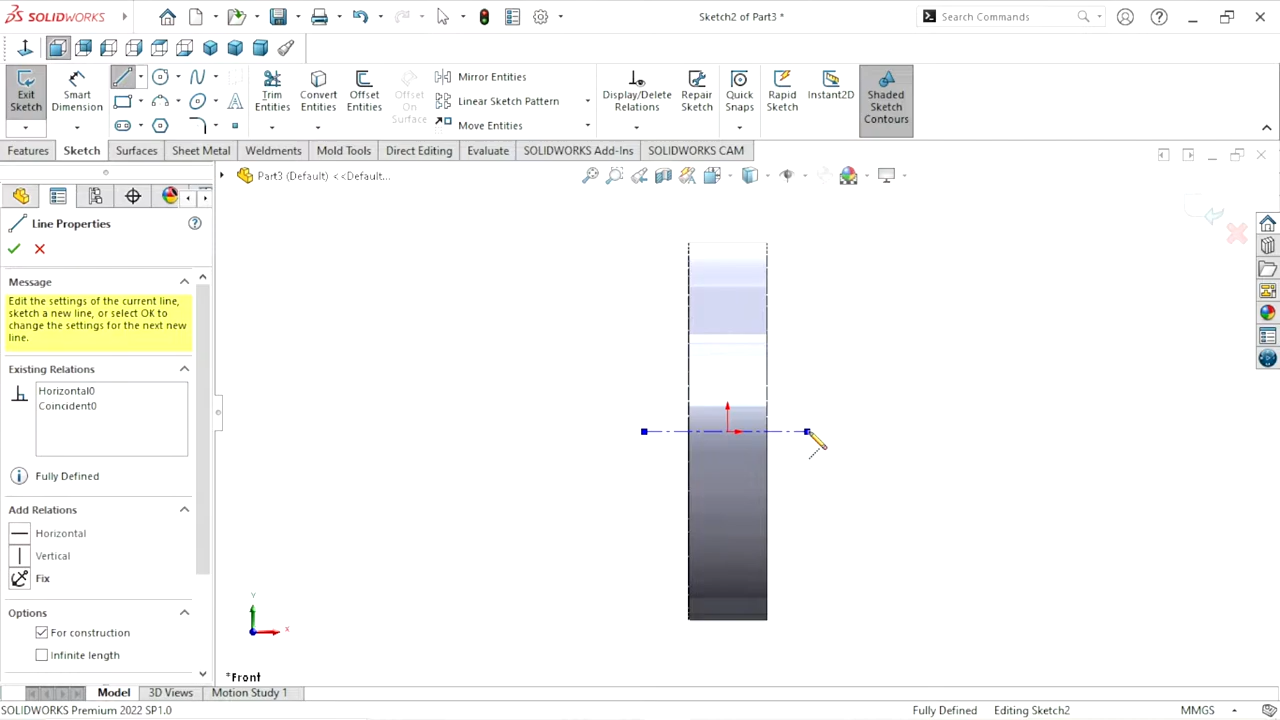 SOLIDWORKS
Sketch2 of Part3 *
Search Commands
Exit Sketch
Smart Dimension
Trim Entities
Convert Entities
Offset Entities
Offset On Surface
Mirror Entities
Linear Sketch Pattern
Move Entities
Display/Delete Relations
Repair Sketch
Quick Snaps
Rapid Sketch
Instant2D
Shaded Sketch Contours
Features
Sketch
Surfaces
Sheet Metal
Weldments
Mold Tools
Direct Editing
Evaluate
SOLIDWORKS Add-Ins
SOLIDWORKS CAM
Part3 (Default) <<Default...
Line Properties
Message
Edit the settings of the current line,
sketch a new line, or select OK to
change the settings for the next new
line.
Existing Relations
Horizontal0
Coincident0
Fully Defined
Add Relations
Horizontal
Vertical
Fix
Options
For construction
Infinite length
Y
X
*Front
Model
3D Views
Motion Study 1
SOLIDWORKS Premium 2022 SP1.0
Fully Defined
Editing Sketch2
MMGS